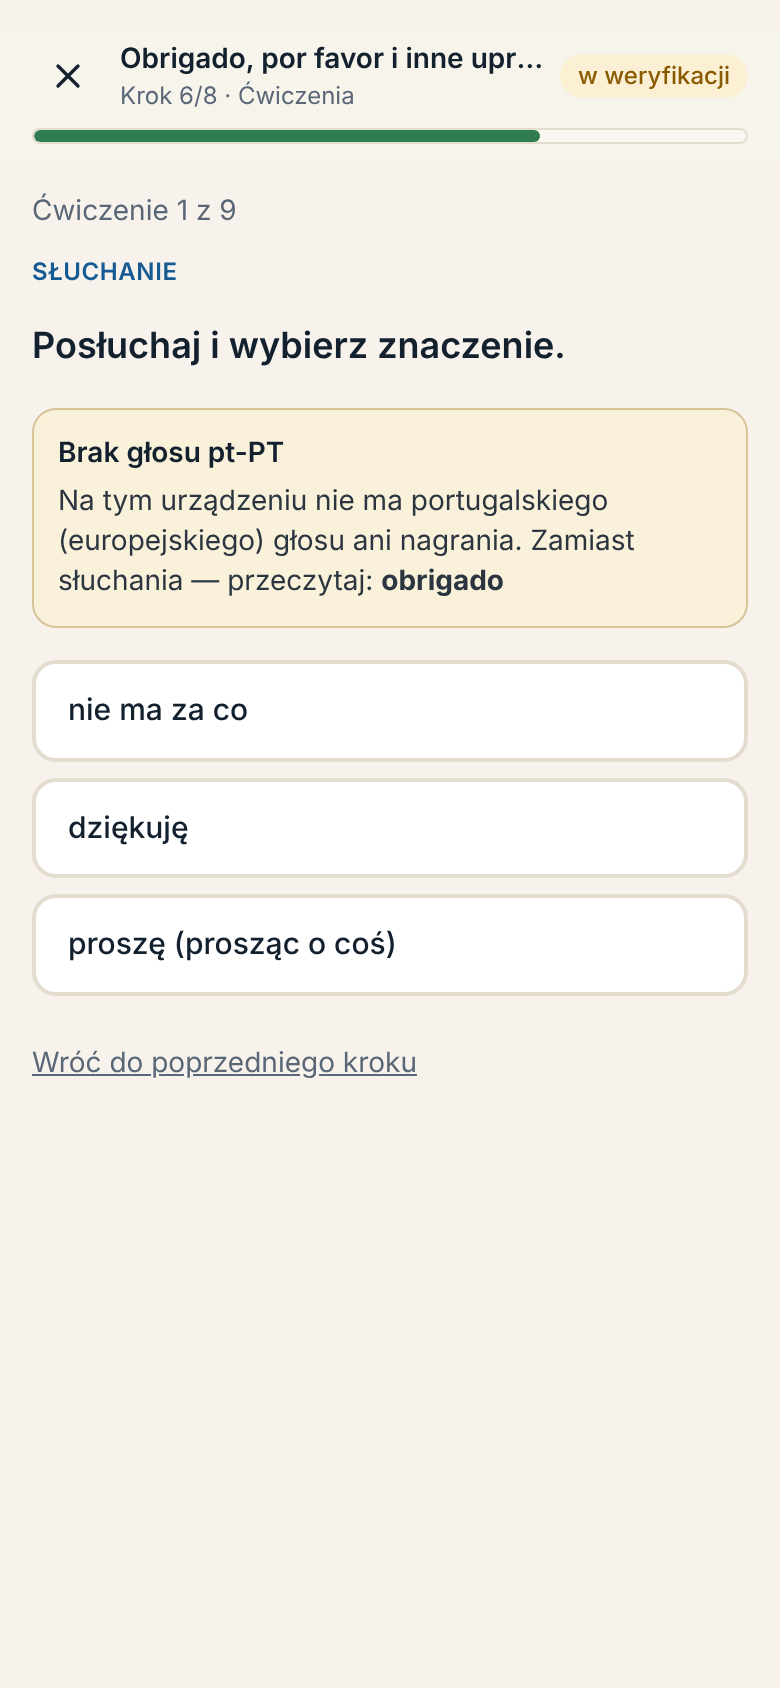 Obrigado, por favor i inne upr...
Krok 6/8 · Ćwiczenia
w weryfikacji
Ćwiczenie 1 z 9
SŁUCHANIE
Posłuchaj i wybierz znaczenie.
Brak głosu pt-PT
Na tym urządzeniu nie ma portugalskiego
(europejskiego) głosu ani nagrania. Zamiast
słuchania — przeczytaj: obrigado
nie ma za co
dziękuję
proszę (prosząc o coś)
Wróć do poprzedniego kroku